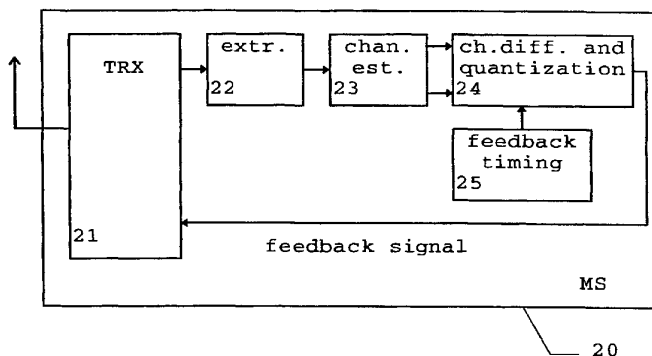 TRX
21
extr.
22
chan.
est.
23
ch.diff. and
quantization
24
feedback
timing
25
feedback signal
MS
20